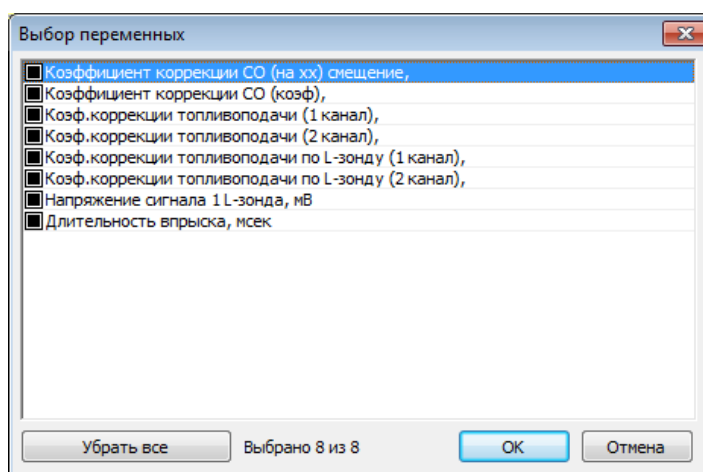 Выбор переменных
Коэффициент коррекции СО (на хх) смещение,
Коэффициент коррекции СО (коэф),
Коэф.коррекции топливоподачи (1 канал),
Коэф.коррекции топливоподачи (2 канал),
Коэф.коррекции топливоподачи по L-зонду (1 канал),
Коэф.коррекции топливоподачи по L-зонду (2 канал),
Напряжение сигнала 1 L-зонда, мВ
Длительность впрыска, мсек
Убрать все Выбрано 8 из 8 OK Отмена